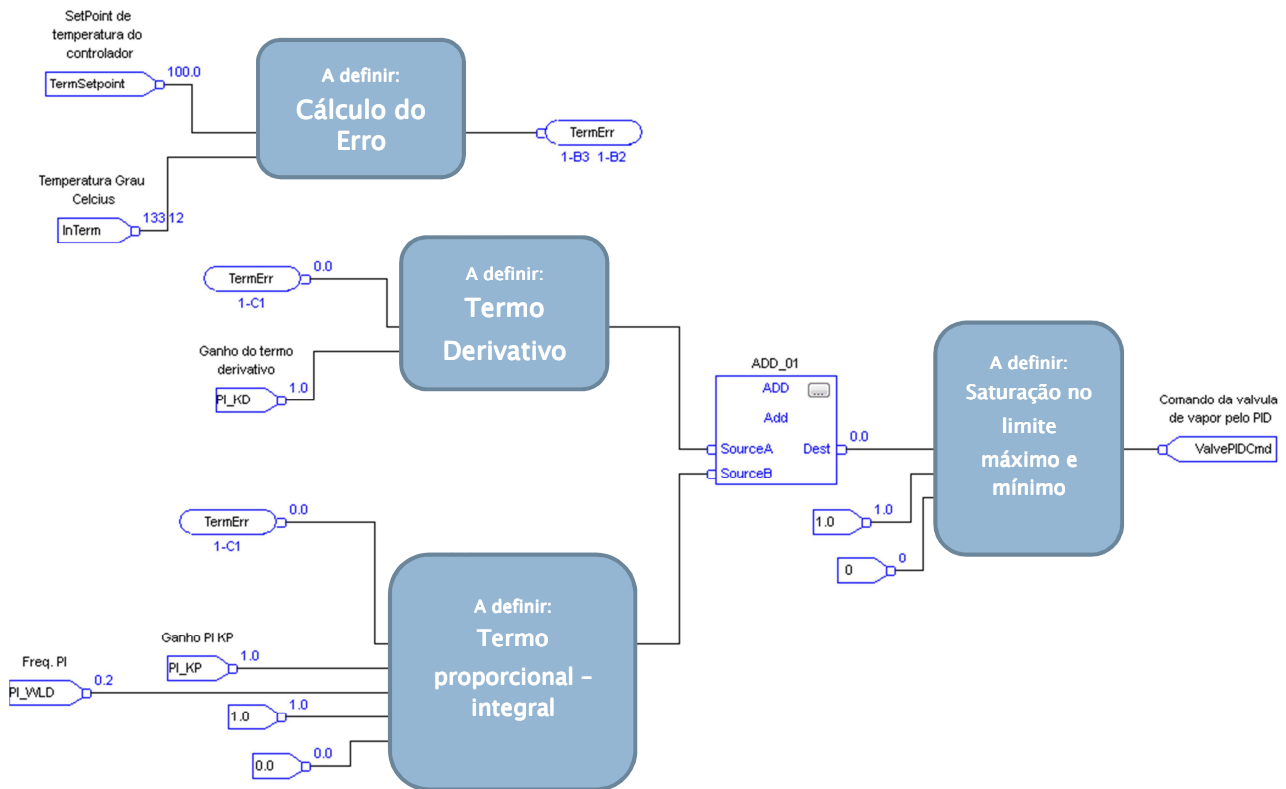 SetPoint de
temperatura do
controlador
TermSetpoint
100.0
A definir:
Cálculo do
Erro
TermErr
1-B3 1-B2
Temperatura Grau
Celcius
InTerm
133.12
TermErr
0.0
1-C1
Ganho do termo
derivativo
PI_KD
1.0
A definir:
Termo
Derivativo
ADD_01
ADD
...
Add
SourceA
Dest
0.0
SourceB
A definir:
Saturação no
limite
máximo e
mínimo
Comando da valvula
de vapor pelo PID
ValvePIDCmd
1.0
1.0
0
0
TermErr
0.0
1-C1
Ganho PI KP
PI_KP
1.0
Freq. PI
PI_WLD
0.2
1.0
1.0
0.0
0.0
A definir:
Termo
proporcional –
integral